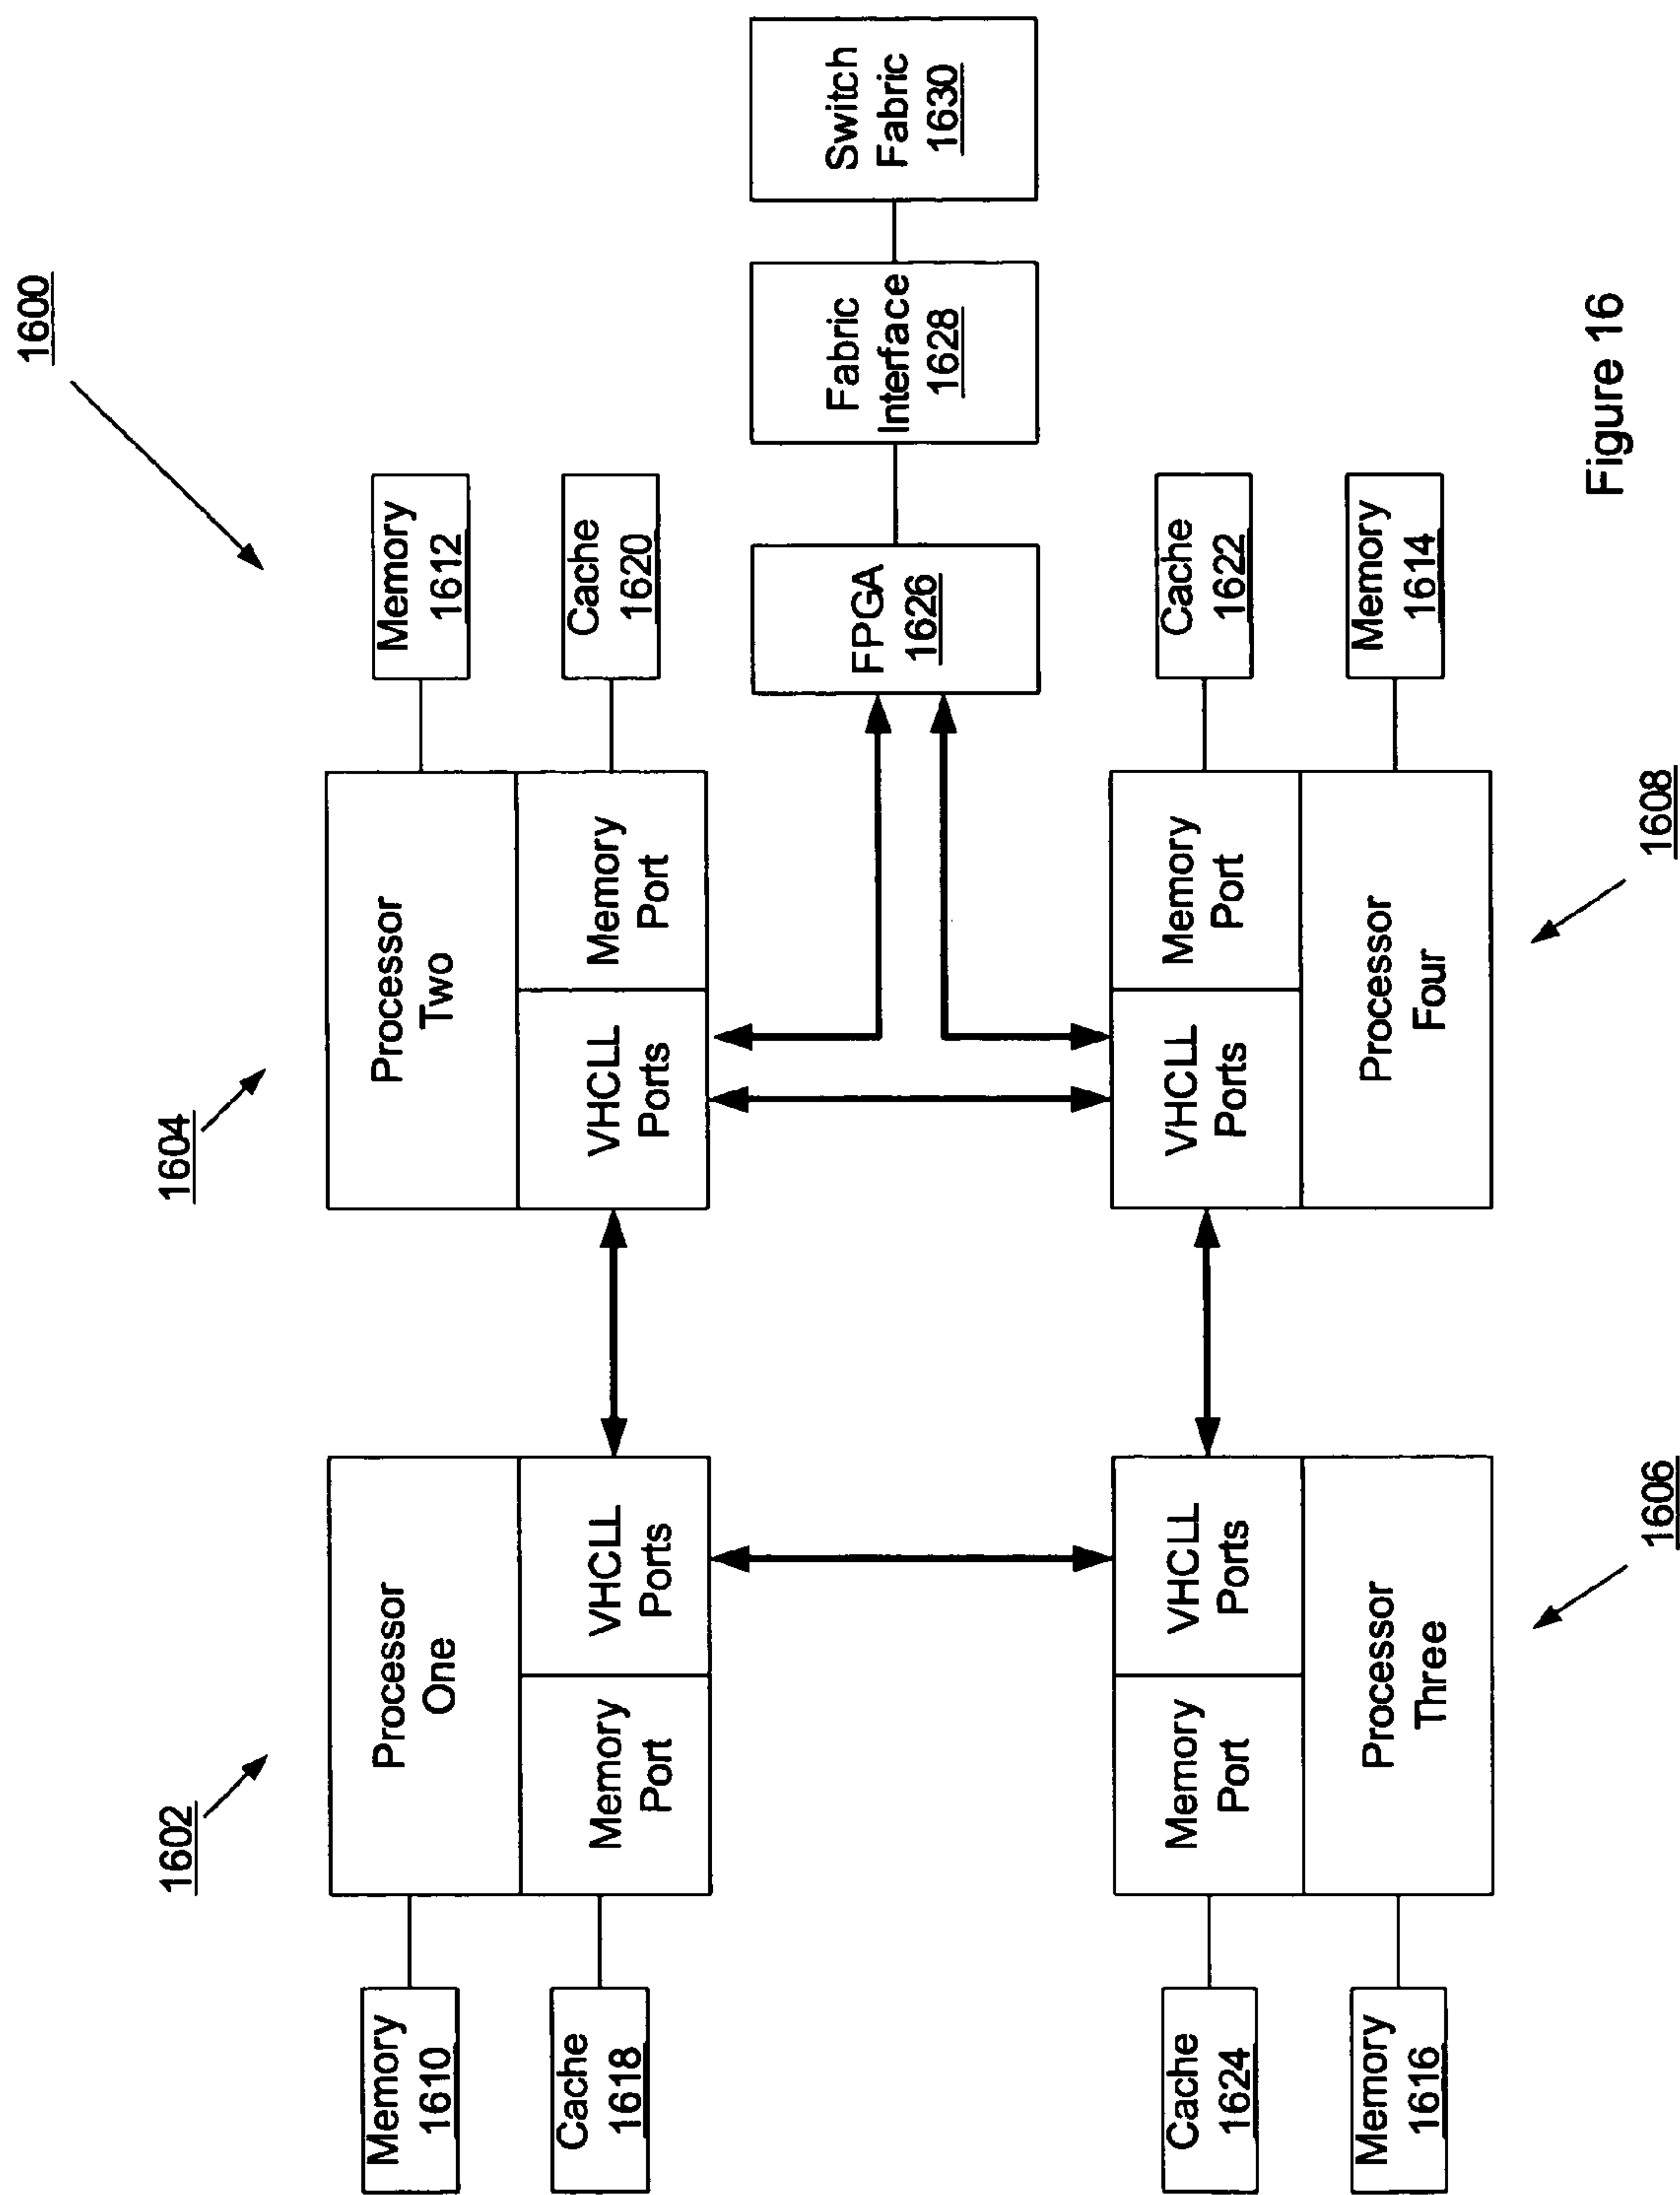 1600
1602
1604
Memory
1610
Processor
One
Processor
Two
Memory
1612
Cache
1618
Memory
Port
VHCLL
Ports
VHCLL
Ports
Memory
Port
Cache
1620
FPGA
1626
Fabric
Interface
1628
Switch
Fabric
1630
Cache
1624
Memory
Port
VHCLL
Ports
VHCLL
Ports
Memory
Port
Cache
1622
Memory
1616
Processor
Three
Processor
Four
Memory
1614
1606
1608
Figure 16